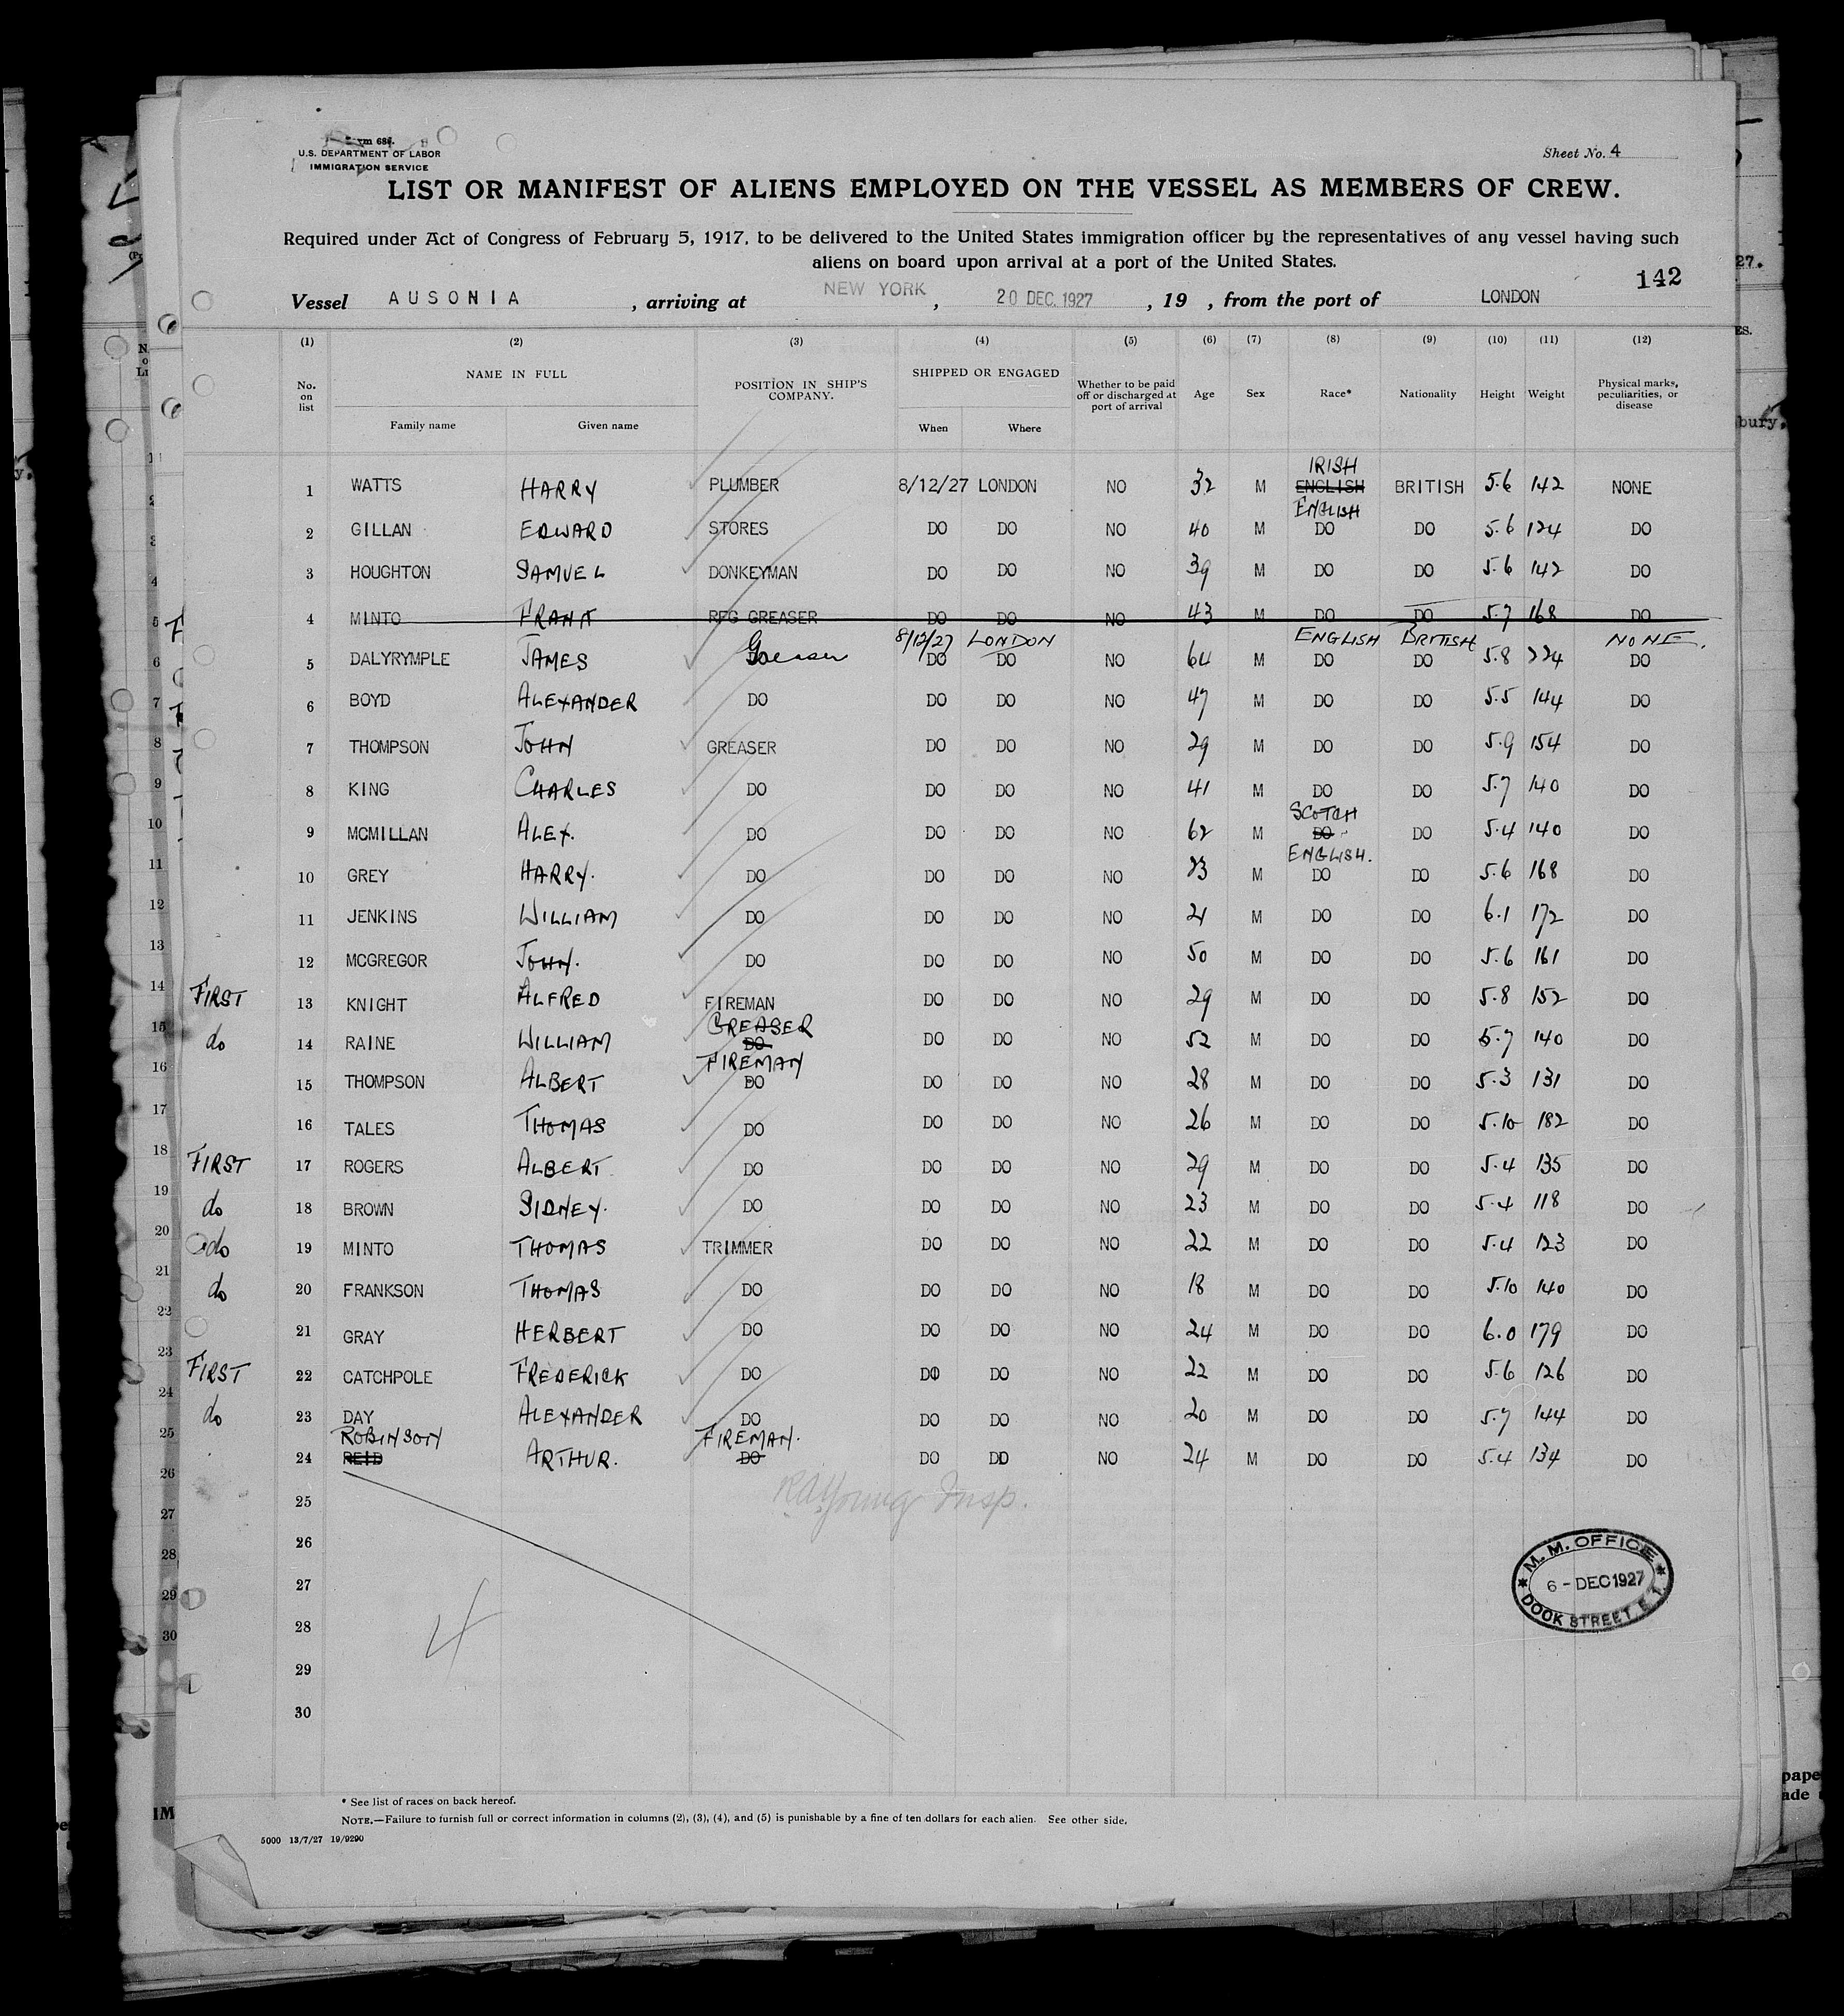 Form 686.
U.S. DEPARTMENT OF LABOR
IMMIGRATION SERVICE
Sheet No. 4
LIST OR MANIFEST OF ALIENS EMPLOYED ON THE VESSEL AS MEMBERS OF CREW.
Required under Act of Congress of February 5, 1917, to be delivered to the United States immigration officer by the representatives of any vessel having such
aliens on board upon arrival at a port of the United States.
142
Vessel AUSONIA , arriving at NEW YORK , 20 DEC. 1927 , 19 , from the port of LONDON
(1) (2) (3) (4) (5) (6) (7) (8) (9) (10) (11) (12)
No. on list NAME IN FULL POSITION IN SHIP'S COMPANY. SHIPPED OR ENGAGED Whether to be paid off or discharged at port of arrival Age Sex Race* Nationality Height Weight Physical marks, peculiarities, or disease
Family name Given name When Where
IRISH
1 WATTS HARRY PLUMBER 8/12/27 LONDON NO 32 M ENGLISH BRITISH 5.6 142 NONE
ENGLISH
2 GILLAN EDWARD STORES DO DO NO 40 M DO DO 5.6 124 DO
3 HOUGHTON SAMUEL DONKEYMAN DO DO NO 39 M DO DO 5.6 142 DO
4 MINTO FRANK RFG GREASER DO DO NO 43 M DO DO 5.7 168 DO
8/12/27 LONDON ENGLISH BRITISH NONE.
5 DALYRYMPLE JAMES Greaser DO DO NO 64 M DO DO 5.8 224 DO
6 BOYD ALEXANDER DO DO DO NO 47 M DO DO 5.5 144 DO
7 THOMPSON JOHN GREASER DO DO NO 29 M DO DO 5.9 154 DO
8 KING CHARLES DO DO DO NO 41 M DO DO 5.7 140 DO
SCOTCH
9 MCMILLAN ALEX. DO DO DO NO 62 M DO DO 5.4 140 DO
ENGLISH.
10 GREY HARRY. DO DO DO NO 33 M DO DO 5.6 168 DO
11 JENKINS WILLIAM DO DO DO NO 21 M DO DO 6.1 172 DO
12 MCGREGOR JOHN. DO DO DO NO 50 M DO DO 5.6 161 DO
FIRST 13 KNIGHT ALFRED FIREMAN DO DO NO 29 M DO DO 5.8 152 DO
GREASER
do 14 RAINE WILLIAM DO DO DO NO 52 M DO DO 5.7 140 DO
FIREMAN
15 THOMPSON ALBERT DO DO DO NO 28 M DO DO 5.3 131 DO
16 TALES THOMAS DO DO DO NO 26 M DO DO 5.10 182 DO
FIRST 17 ROGERS ALBERT DO DO DO NO 29 M DO DO 5.4 135 DO
do 18 BROWN SIDNEY. DO DO DO NO 23 M DO DO 5.4 118 DO
do 19 MINTO THOMAS TRIMMER DO DO NO 22 M DO DO 5.4 123 DO
do 20 FRANKSON THOMAS DO DO DO NO 18 M DO DO 5.10 140 DO
21 GRAY HERBERT DO DO DO NO 24 M DO DO 6.0 179 DO
FIRST 22 CATCHPOLE FREDERICK DO DO DO NO 22 M DO DO 5.6 126 DO
do 23 DAY ALEXANDER DO DO DO NO 20 M DO DO 5.7 144 DO
ROBINSON FIREMAN.
24 REID ARTHUR. DO DO DO NO 24 M DO DO 5.4 134 DO
25
RA Young Insp.
26
27
28
29
30
4
M. M. OFFICE
6 - DEC 1927
DOCK STREET E.1.
* See list of races on back hereof.
NOTE.—Failure to furnish full or correct information in columns (2), (3), (4), and (5) is punishable by a fine of ten dollars for each alien. See other side.
5000 13/7/27 19/9290